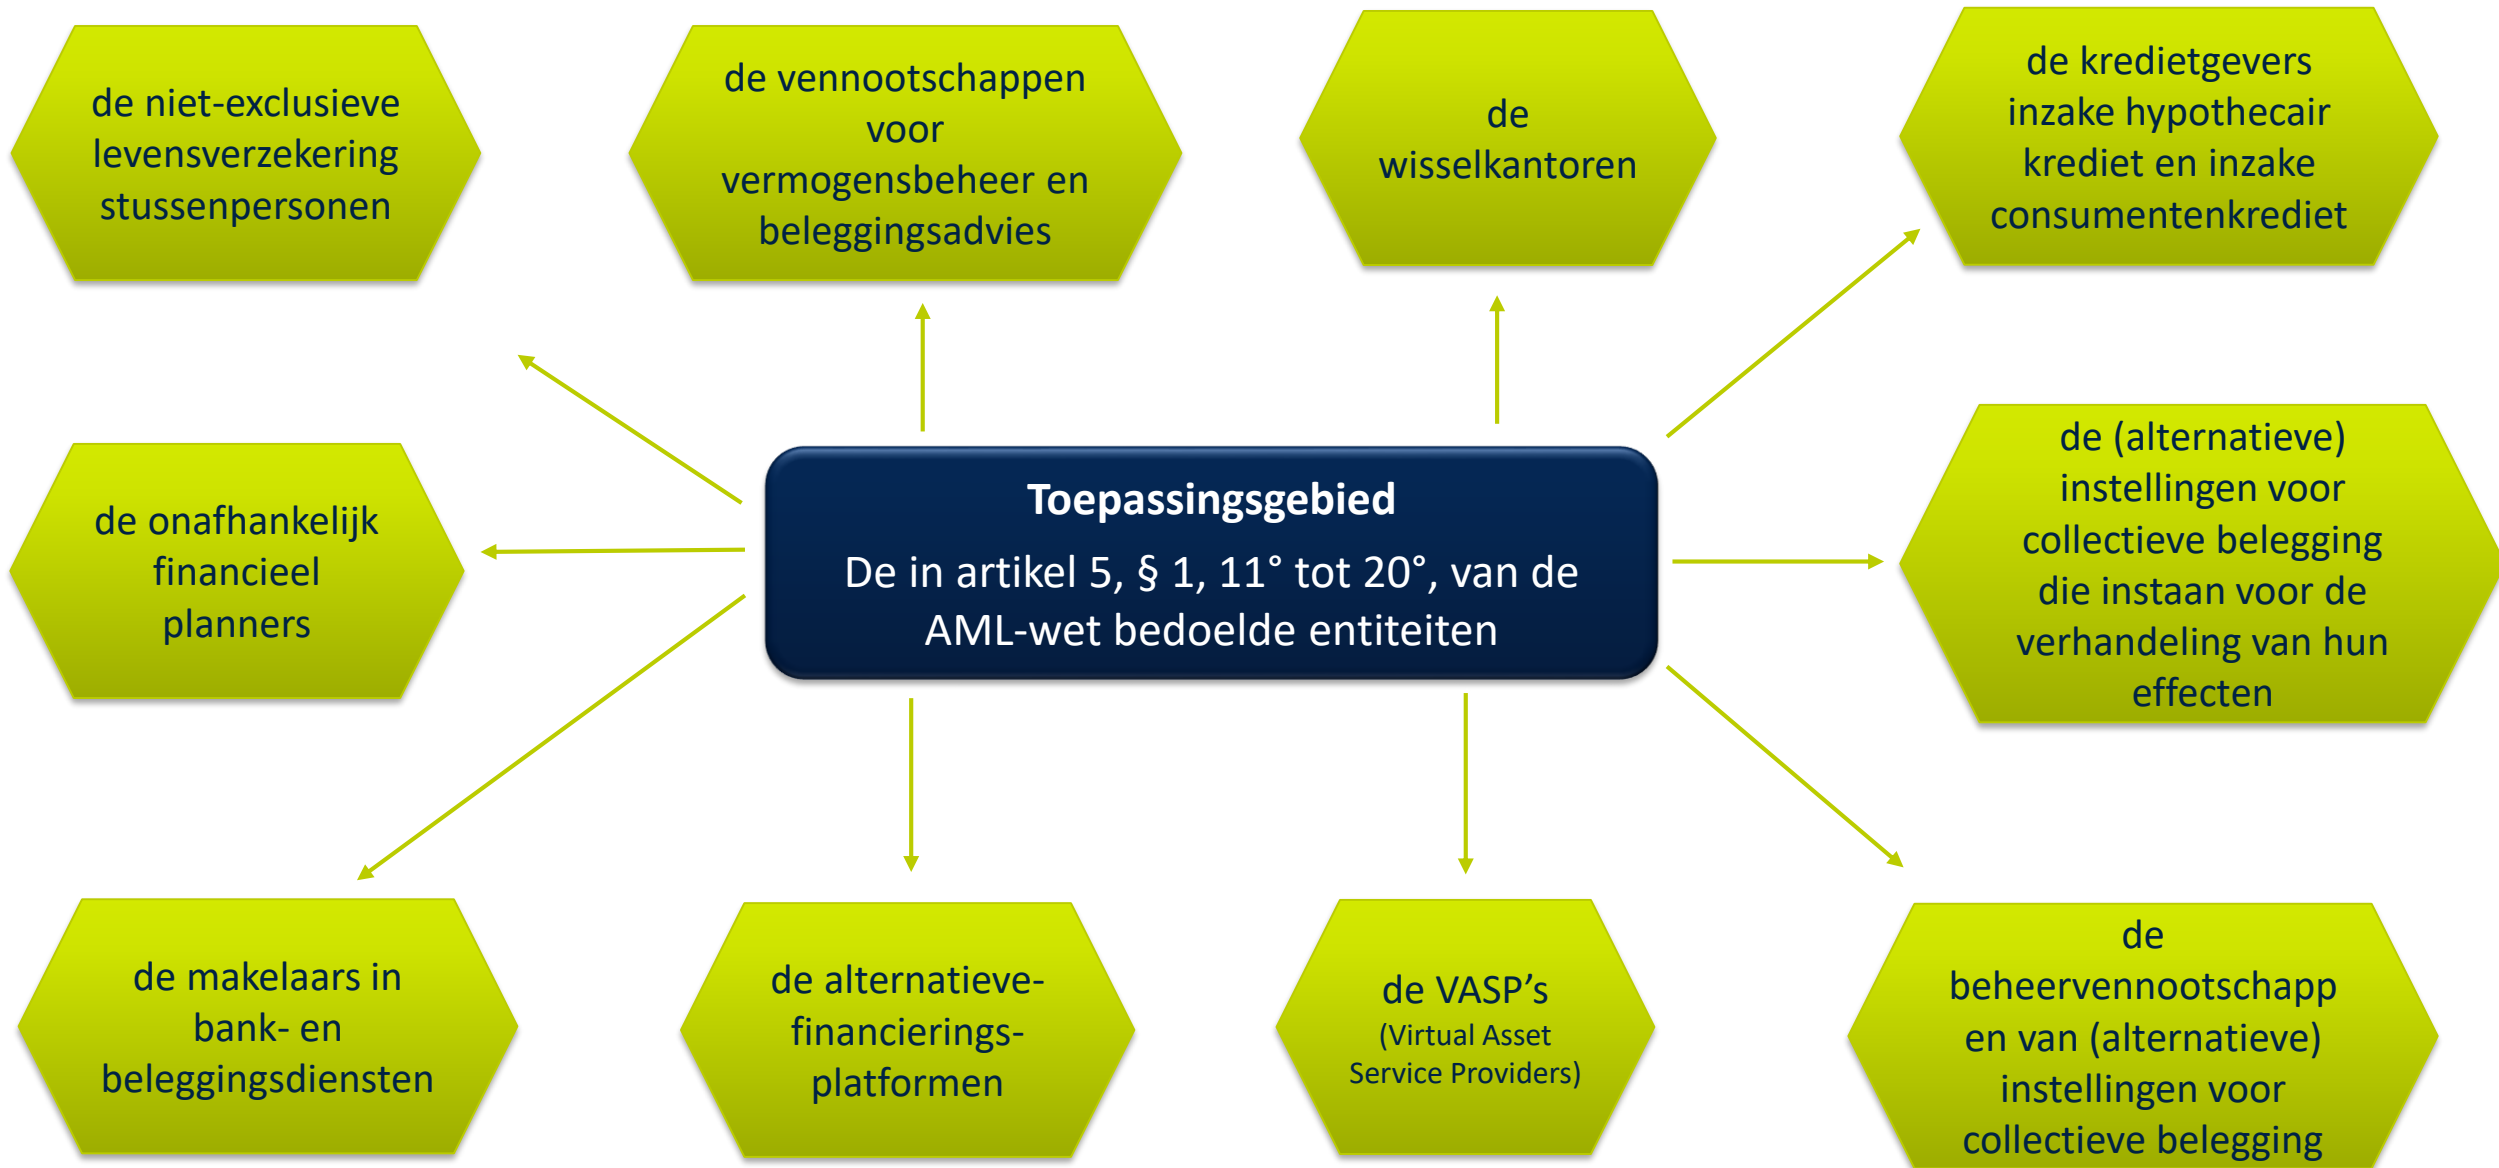 de niet-exclusieve
levensverzekering
stussenpersonen
de vennootschappen
voor
vermogensbeheer en
beleggingsadvies
de
wisselkantoren
de kredietgevers
inzake hypothecair
krediet en inzake
consumentenkrediet
de onafhankelijk
financieel
planners
Toepassingsgebied
De in artikel 5, § 1, 11° tot 20°, van de
AML-wet bedoelde entiteiten
de (alternatieve)
instellingen voor
collectieve belegging
die instaan voor de
verhandeling van hun
effecten
de makelaars in
bank- en
beleggingsdiensten
de alternatieve-
financierings-
platformen
de VASP’s
(Virtual Asset
Service Providers)
de
beheervennootschapp
en van (alternatieve)
instellingen voor
collectieve belegging